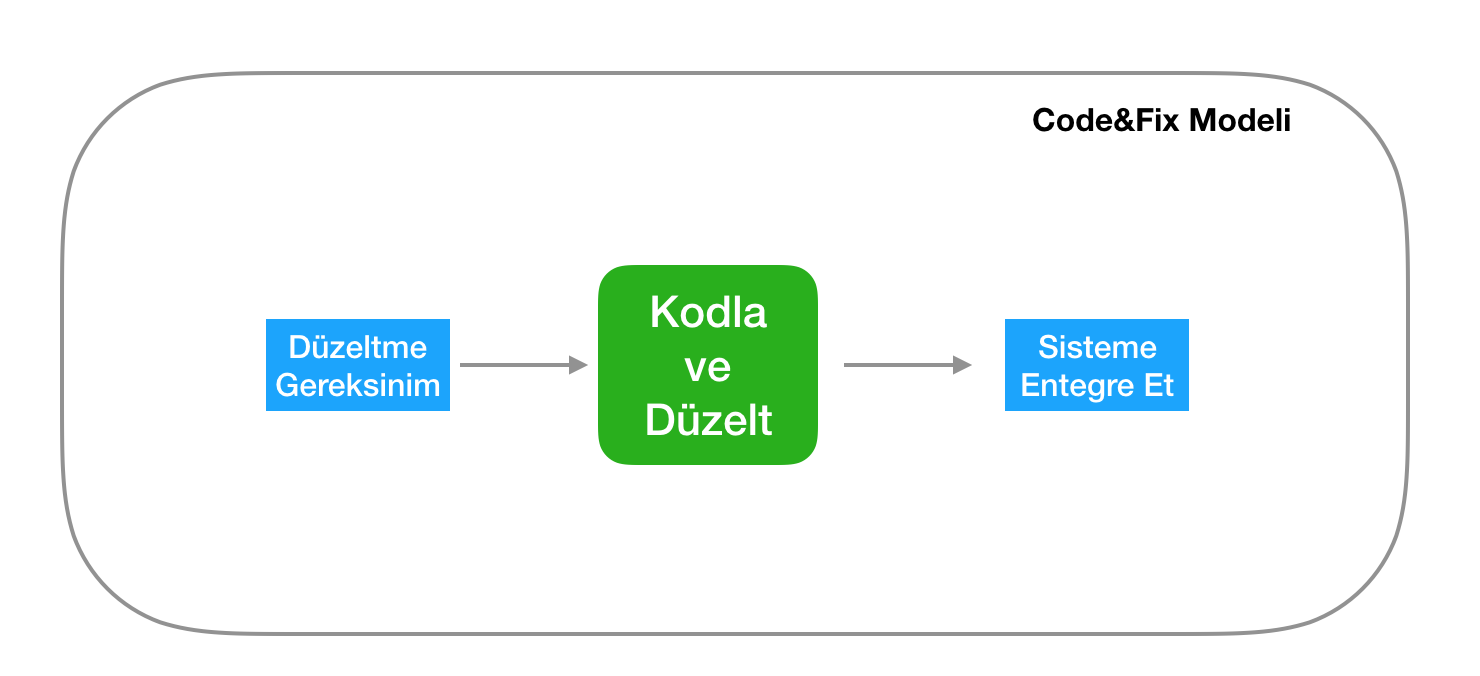 Code&Fix Modeli
Düzeltme
Gereksinim
Kodla
ve
Düzelt
Sisteme
Entegre Et